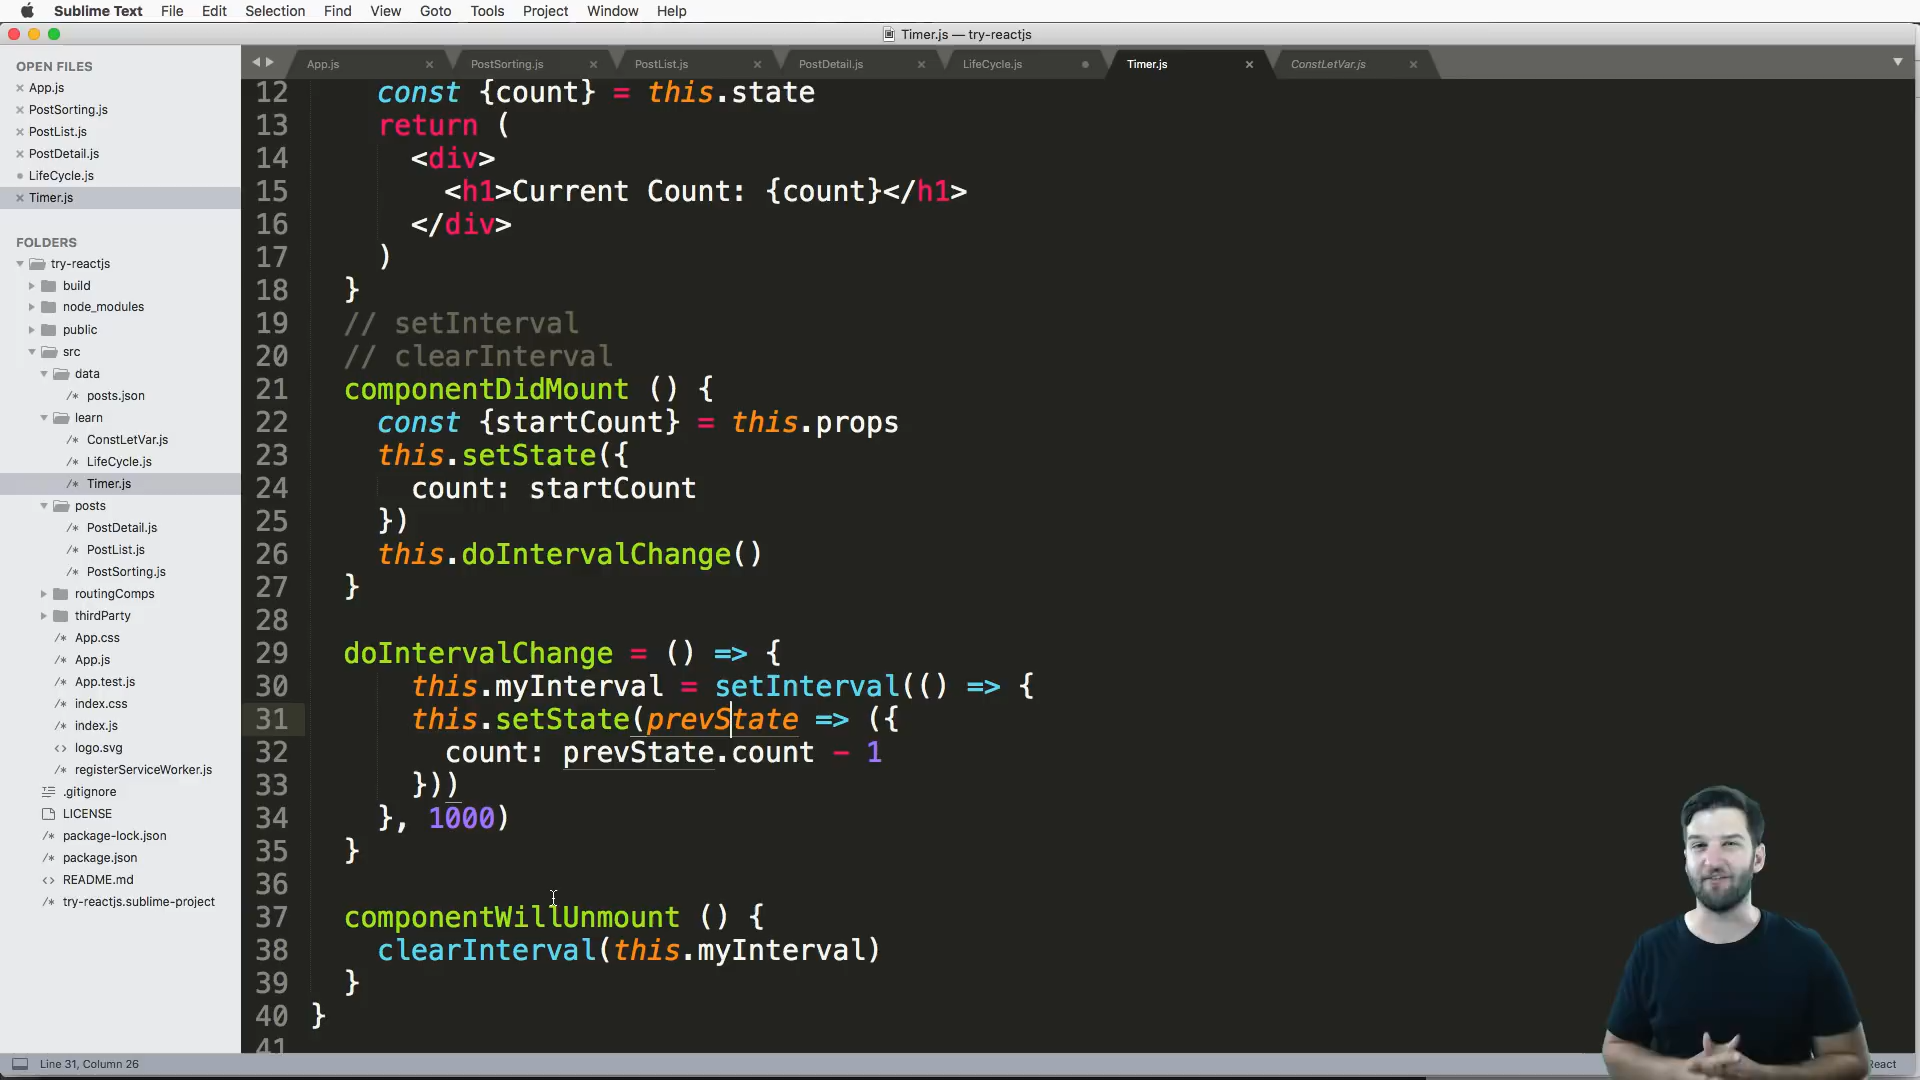 Sublime Text File Edit Selection Find View Goto Tools Project Window Help
Timer.js — try-reactjs
OPEN FILES
App.js
PostSorting.js
PostList.js
PostDetail.js
LifeCycle.js
Timer.js
FOLDERS
try-reactjs
build
node_modules
public
src
data
posts.json
learn
ConstLetVar.js
LifeCycle.js
Timer.js
posts
PostDetail.js
PostList.js
PostSorting.js
routingComps
thirdParty
App.css
App.js
App.test.js
index.css
index.js
logo.svg
registerServiceWorker.js
.gitignore
LICENSE
package-lock.json
package.json
README.md
try-reactjs.sublime-project
App.js PostSorting.js PostList.js PostDetail.js LifeCycle.js Timer.js ConstLetVar.js
12 const {count} = this.state
13 return (
14 <div>
15 <h1>Current Count: {count}</h1>
16 </div>
17 )
18 }
19 // setInterval
20 // clearInterval
21 componentDidMount () {
22 const {startCount} = this.props
23 this.setState({
24 count: startCount
25 })
26 this.doIntervalChange()
27 }
28
29 doIntervalChange = () => {
30 this.myInterval = setInterval(() => {
31 this.setState(prevState => ({
32 count: prevState.count - 1
33 }))
34 }, 1000)
35 }
36
37 componentWillUnmount () {
38 clearInterval(this.myInterval)
39 }
40 }
41
Line 31, Column 26
React